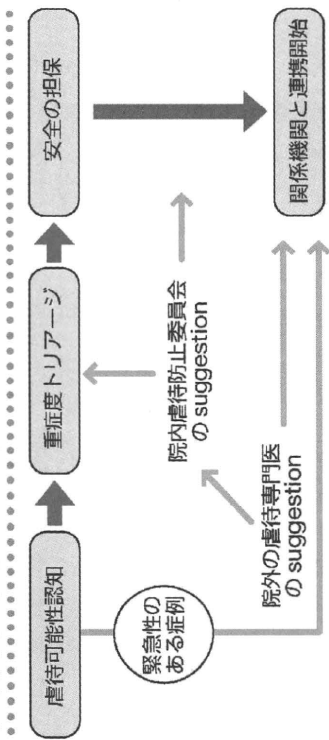 虐待可能性認知
重症度トリアージ
安全の担保
緊急性の
ある症例
院内虐待防止委員会
の suggestion
院外の虐待専門医
の suggestion
関係機関と連携開始